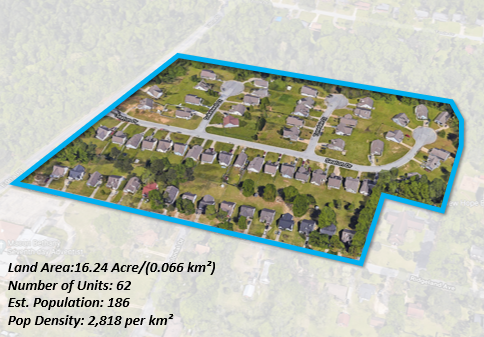 Land Area:16.24 Acre/(0.066 km²)
Number of Units: 62
Est. Population: 186
Pop Density: 2,818 per km²